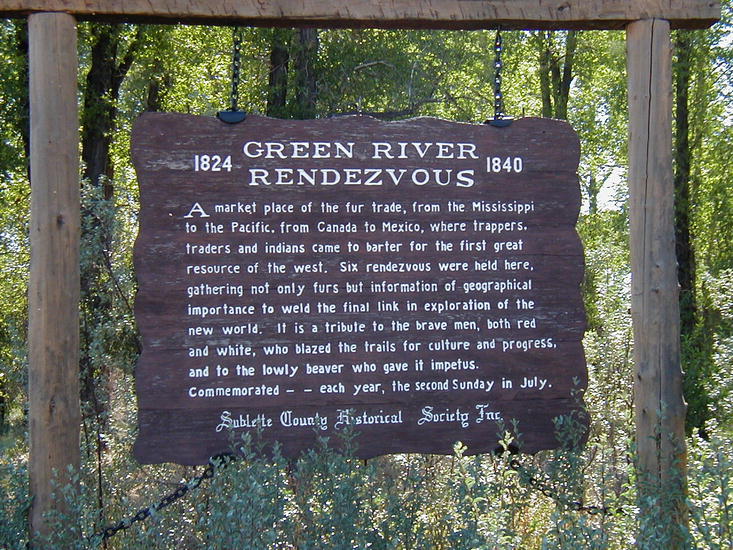 1824 GREEN RIVER 1840
RENDEZVOUS
A market place of the fur trade, from the Mississippi
to the Pacific, from Canada to Mexico, where trappers,
traders and indians came to barter for the first great
resource of the west. Six rendezvous were held here,
gathering not only furs but information of geographical
importance to weld the final link in exploration of the
new world. It is a tribute to the brave men, both red
and white, who blazed the trails for culture and progress,
and to the lowly beaver who gave it impetus.
Commemorated - - each year, the second Sunday in July.
Sublette County Historical Society Inc.